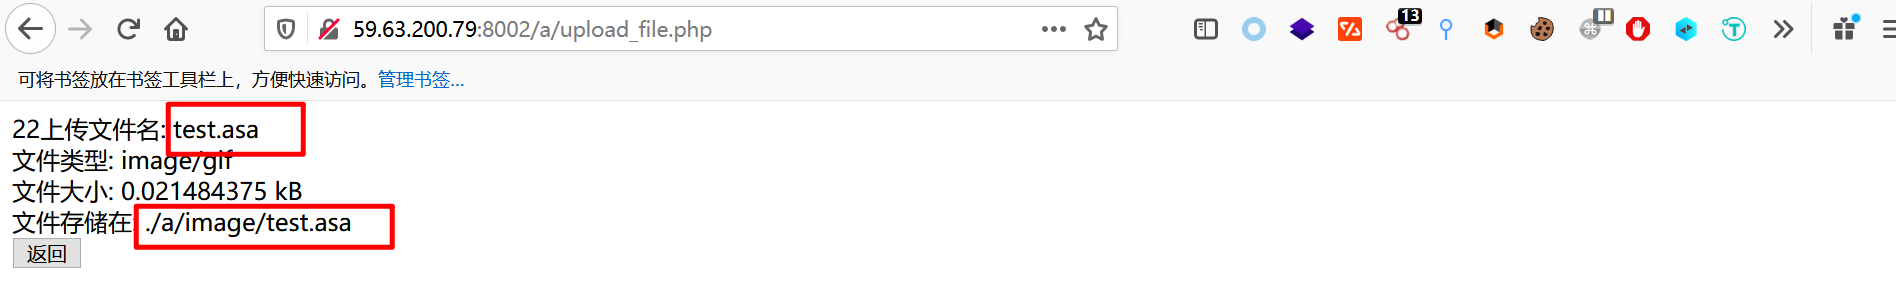 59.63.200.79:8002/a/upload_file.php
13
可将书签放在书签工具栏上，方便快速访问。管理书签...
22上传文件名: test.asa
文件类型: image/gif
文件大小: 0.021484375 kB
文件存储在: ./a/image/test.asa
返回